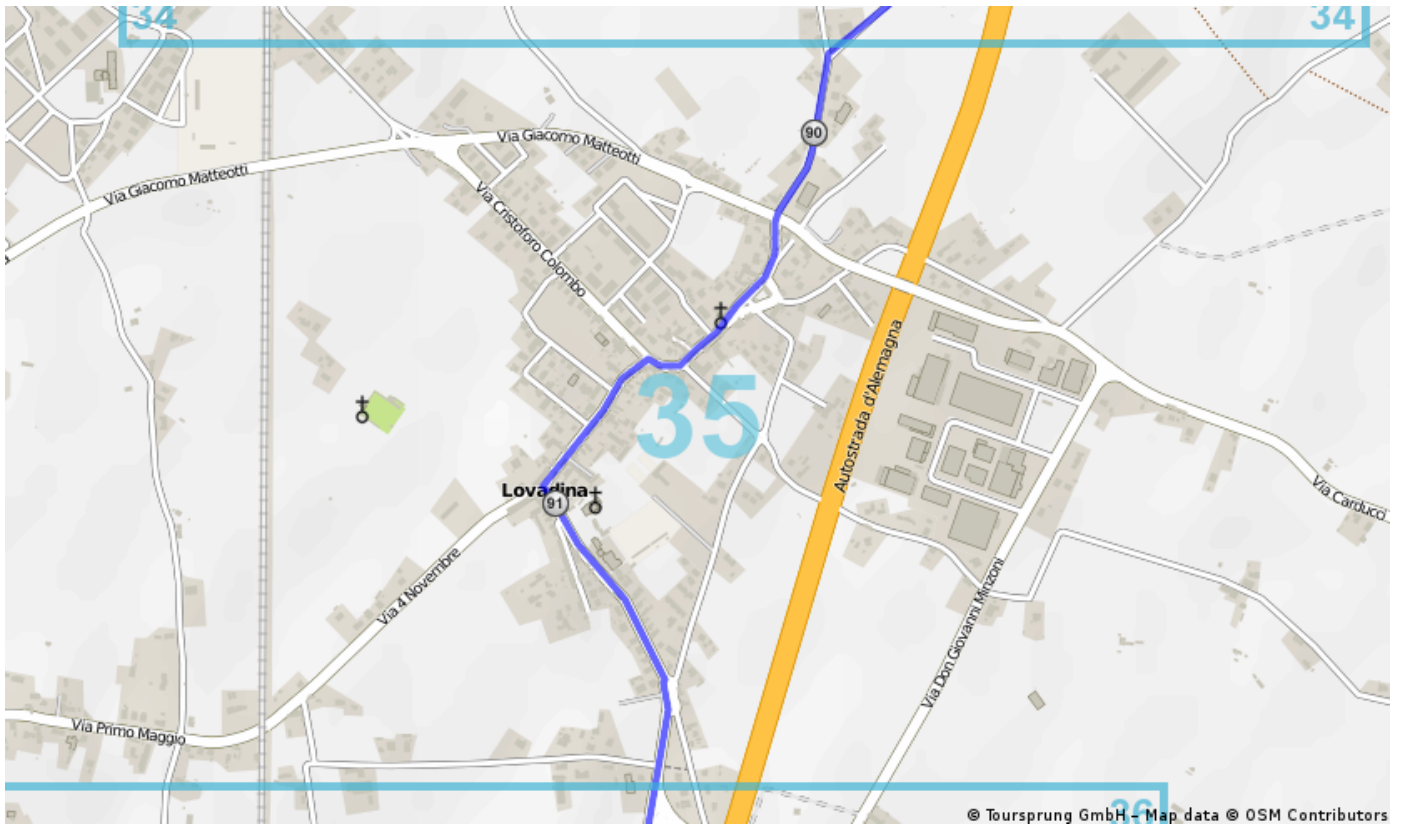 34
34
90
Via Giacomo Matteotti
Via Giacomo Matteotti
Via Cristoforo Colombo
35
Autostrada d'Alemagna
Lovadina
91
Via Carducci
Via 4 Novembre
Via Don Giovanni Minzoni
Via Primo Maggio
36
© Toursprung GmbH – Map data © OSM Contributors